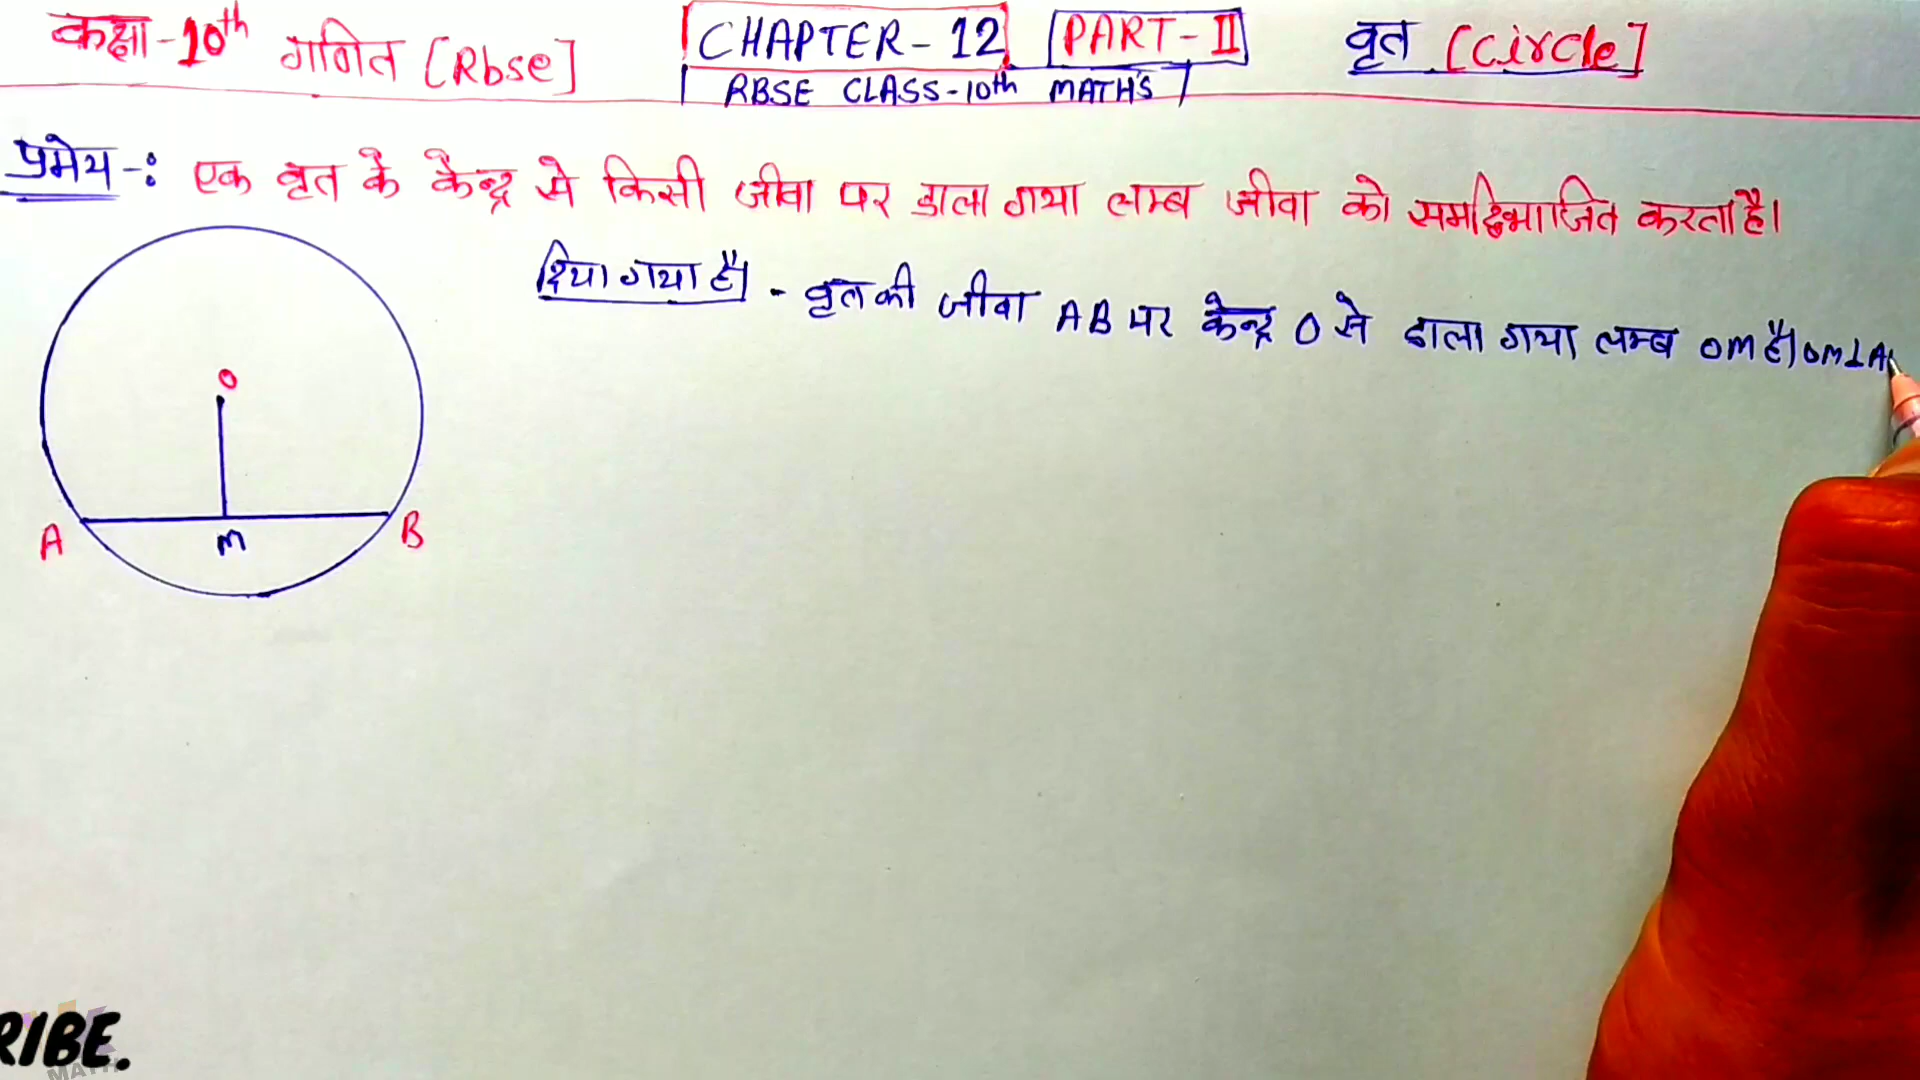 कक्षा-10th गणित [Rbse] CHAPTER-12 PART-II वृत [Circle]
RBSE CLASS-10th MATH'S
प्रमेय-: एक वृत के केन्द्र से किसी जीवा पर डाला गया लम्ब जीवा को समद्विभाजित करता है।
दिया गया है। - वृत की जीवा AB पर केन्द्र O से डाला गया लम्ब OM है। OM⊥A
O
A M B
RIBE.
MATH